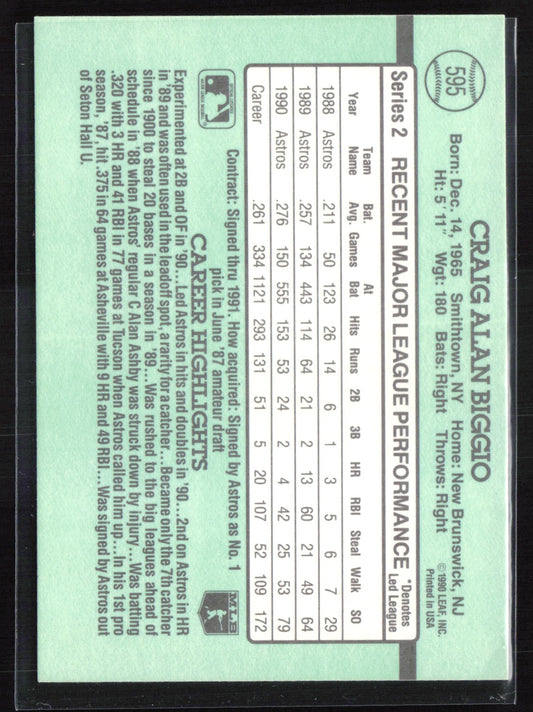 595
CRAIG ALAN BIGGIO
Born: Dec. 14, 1965 Smithtown, NY Home: New Brunswick, NJ
Ht: 5' 11" Wgt: 180 Bats: Right Throws: Right
© 1990 LEAF, INC.
Printed in USA
Series 2 RECENT MAJOR LEAGUE PERFORMANCE *Denotes Led League
Year Team Name Bat. Avg. Games At Bat Hits Runs 2B 3B HR RBI Steal Walk SO
1988 Astros .211 50 123 26 14 6 1 3 5 6 7 29
1989 Astros .257 134 443 114 64 21 2 13 60 21 49 64
1990 Astros .276 150 555 153 53 24 2 4 42 25 53 79
Career .261 334 1121 293 131 51 5 20 107 52 109 172
Contract: Signed thru 1991. How acquired: Signed by Astros as No. 1
pick in June '87 amateur draft
MLB
CAREER HIGHLIGHTS
Experimented at 2B and OF in '90...Led Astros in hits and doubles in '90...2nd on Astros in HR
in '89 and was often used in the leadoff spot, a rarity for a catcher...Became only the 7th catcher
since 1900 to steal 20 bases in a season in '89...Was rushed to the big leagues ahead of
schedule in '88 when Astros' regular C Alan Ashby was struck down by injury...Was batting
.320 with 3 HR and 41 RBI in 77 games at Tucson when Astros called him up...In his 1st pro
season, '87, hit .375 in 64 games at Asheville with 9 HR and 49 RBI...Was signed by Astros out
of Seton Hall U.